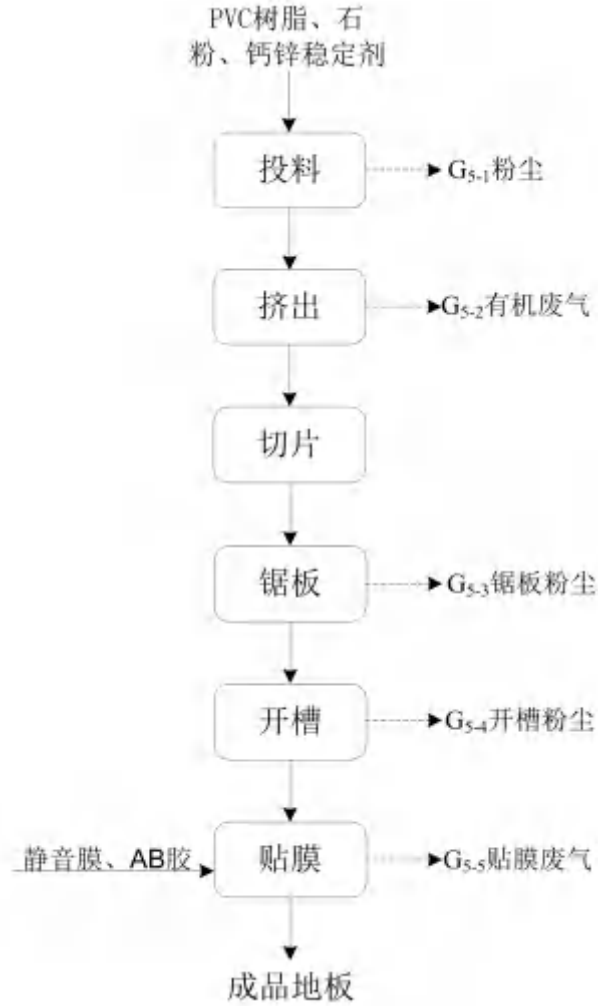 PVC树脂、石
粉、钙锌稳定剂
投料
G5-1粉尘
挤出
G5-2有机废气
切片
锯板
G5-3锯板粉尘
开槽
G5-4开槽粉尘
静音膜、AB胶
贴膜
G5-5贴膜废气
成品地板